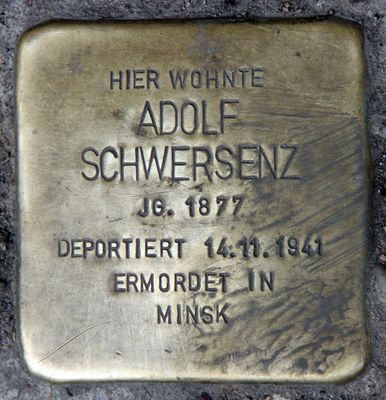 HIER WOHNTE
ADOLF
SCHWERSENZ
JG. 1877
DEPORTIERT 14.11.1941
ERMORDET IN
MINSK